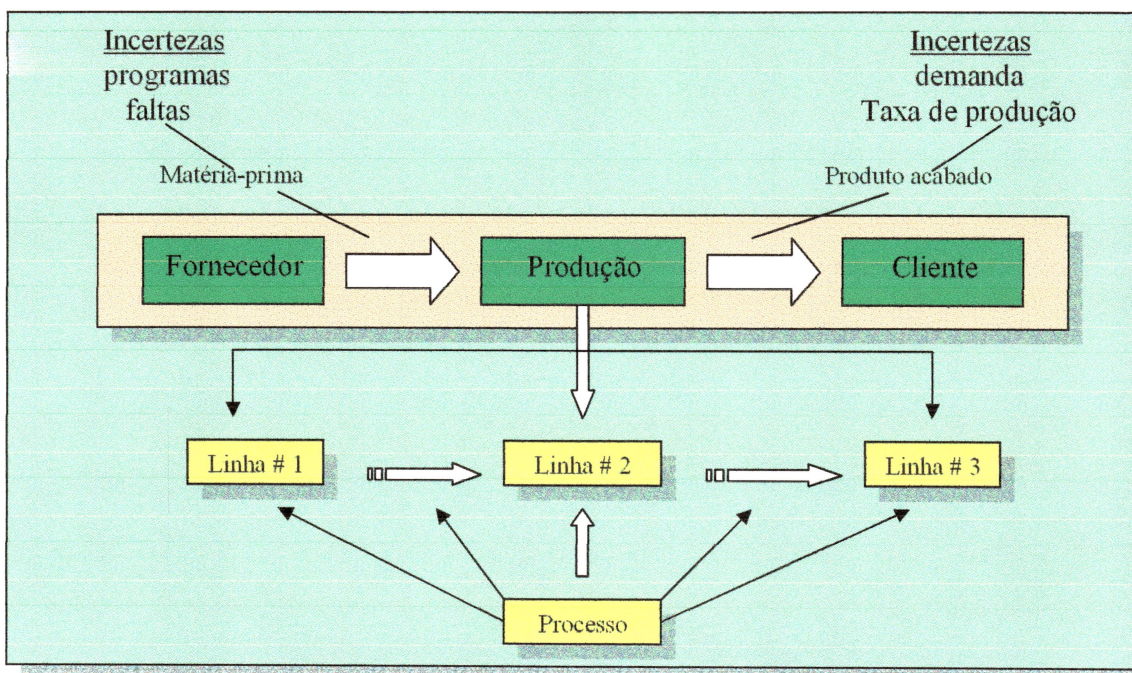 Incertezas
programas
faltas
Incertezas
demanda
Taxa de produção
Matéria-prima
Produto acabado
Fornecedor
Produção
Cliente
Linha # 1
Linha # 2
Linha # 3
Processo